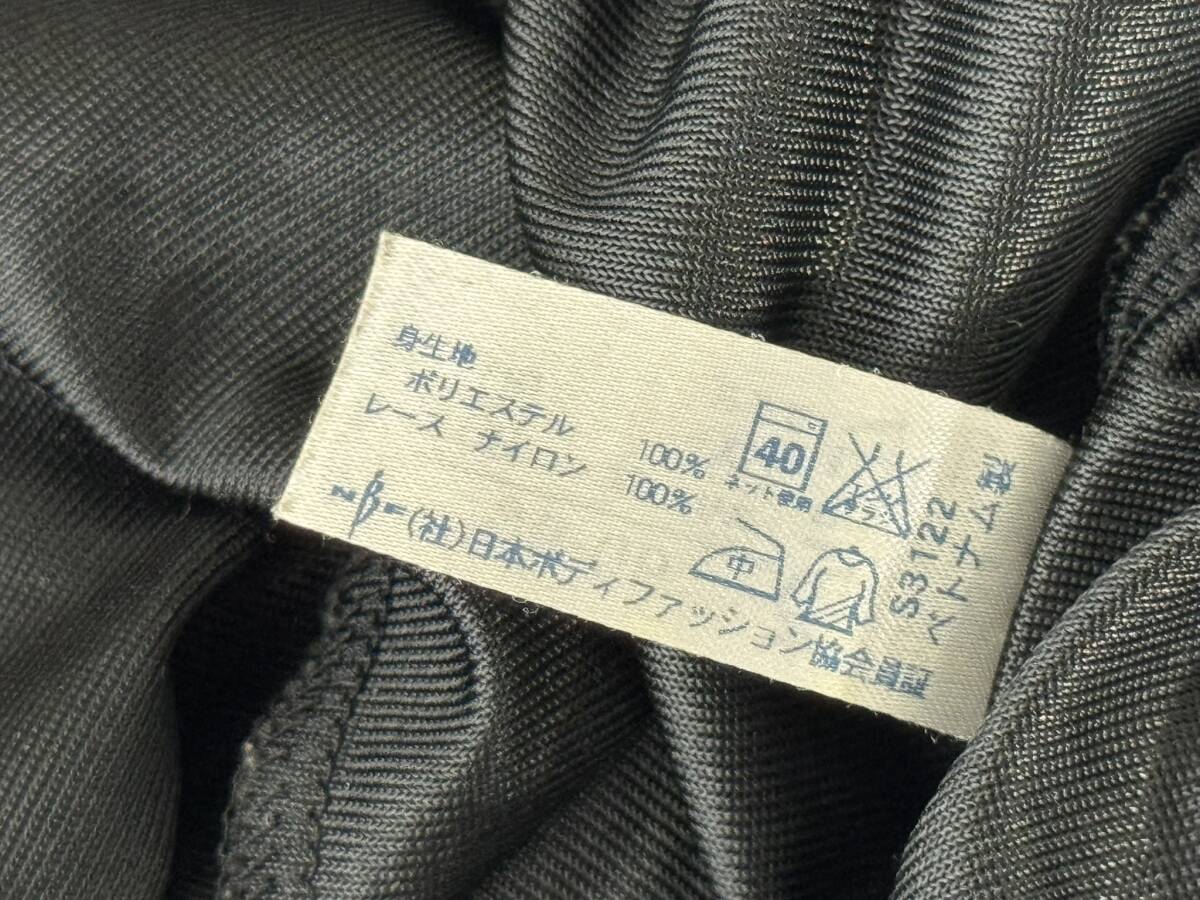 身生地
ポリエステル 100%
レース ナイロン 100%
(社)日本ボディファッション協会員証
40
ネット使用
中
S3122
ベトナム製